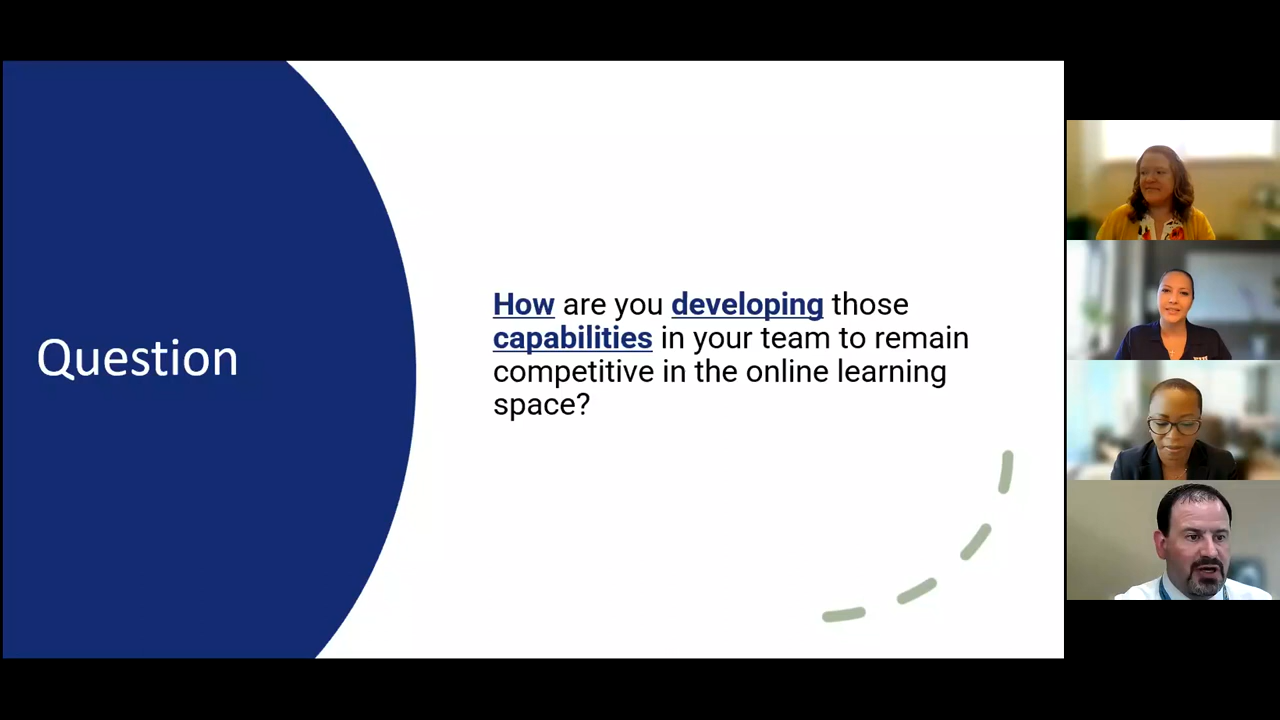 Question
How are you developing those
capabilities in your team to remain
competitive in the online learning
space?